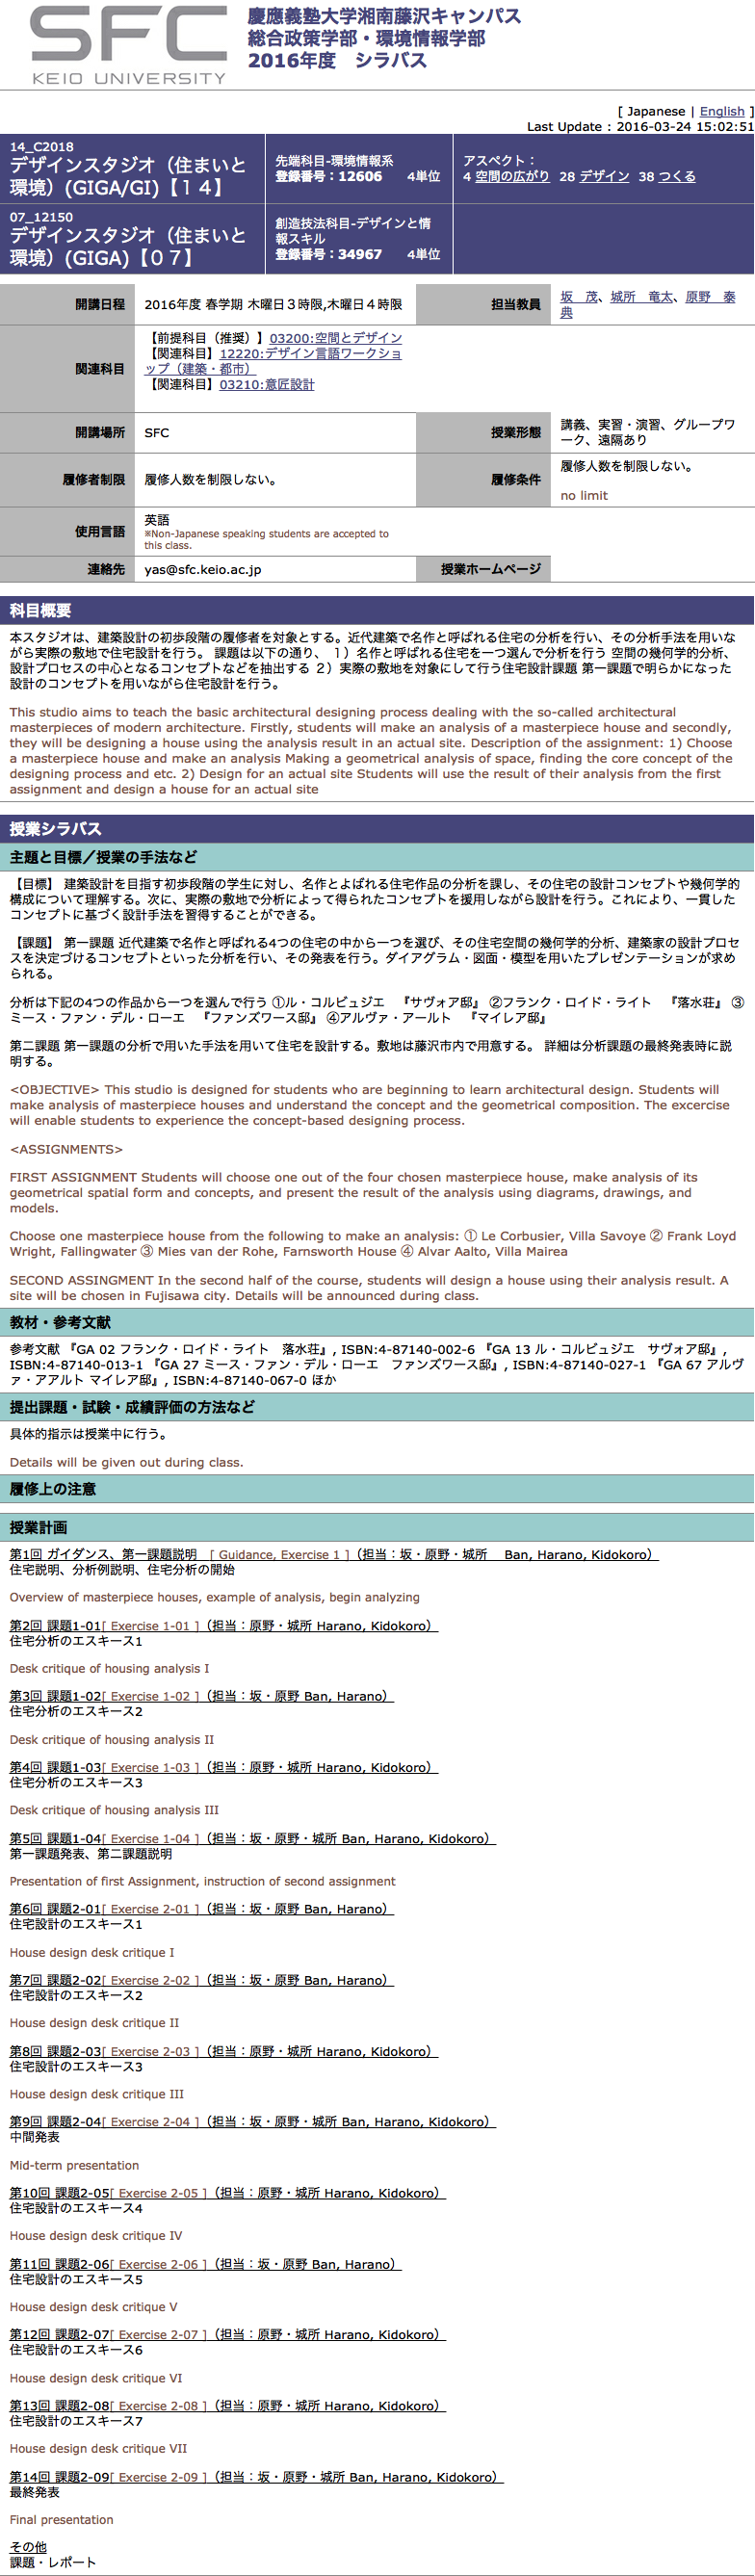 SFC
KEIO UNIVERSITY
慶應義塾大学湘南藤沢キャンパス
総合政策学部・環境情報学部
2016年度　シラバス
[ Japanese | English ]
Last Update : 2016-03-24 15:02:51
14_C2018
デザインスタジオ（住まいと
環境）(GIGA/GI)【１４】
先端科目-環境情報系
登録番号：12606　　4単位
アスペクト：
4 空間の広がり 28 デザイン 38 つくる
07_12150
デザインスタジオ（住まいと
環境）(GIGA)【０７】
創造技法科目-デザインと情
報スキル
登録番号：34967　　4単位
開講日程
2016年度 春学期 木曜日３時限,木曜日４時限
担当教員
坂　茂、城所　竜太、原野　泰
典
関連科目
【前提科目（推奨）】03200:空間とデザイン
【関連科目】12220:デザイン言語ワークショ
ップ（建築・都市）
【関連科目】03210:意匠設計
開講場所
SFC
授業形態
講義、実習・演習、グループワ
ーク、遠隔あり
履修者制限
履修人数を制限しない。
履修条件
履修人数を制限しない。
no limit
使用言語
英語
※Non-Japanese speaking students are accepted to
this class.
連絡先
yas@sfc.keio.ac.jp
授業ホームページ
科目概要
本スタジオは、建築設計の初歩段階の履修者を対象とする。近代建築で名作と呼ばれる住宅の分析を行い、その分析手法を用いな
がら実際の敷地で住宅設計を行う。 課題は以下の通り、 １）名作と呼ばれる住宅を一つ選んで分析を行う 空間の幾何学的分析、
設計プロセスの中心となるコンセプトなどを抽出する ２）実際の敷地を対象にして行う住宅設計課題 第一課題で明らかになった
設計のコンセプトを用いながら住宅設計を行う。
This studio aims to teach the basic architectural designing process dealing with the so-called architectural
masterpieces of modern architecture. Firstly, students will make an analysis of a masterpiece house and secondly,
they will be designing a house using the analysis result in an actual site. Description of the assignment: 1) Choose
a masterpiece house and make an analysis Making a geometrical analysis of space, finding the core concept of the
designing process and etc. 2) Design for an actual site Students will use the result of their analysis from the first
assignment and design a house for an actual site
授業シラバス
主題と目標／授業の手法など
【目標】 建築設計を目指す初歩段階の学生に対し、名作とよばれる住宅作品の分析を課し、その住宅の設計コンセプトや幾何学的
構成について理解する。次に、実際の敷地で分析によって得られたコンセプトを援用しながら設計を行う。これにより、一貫した
コンセプトに基づく設計手法を習得することができる。
【課題】 第一課題 近代建築で名作と呼ばれる4つの住宅の中から一つを選び、その住宅空間の幾何学的分析、建築家の設計プロセ
スを決定づけるコンセプトといった分析を行い、その発表を行う。ダイアグラム・図面・模型を用いたプレゼンテーションが求め
られる。
分析は下記の4つの作品から一つを選んで行う ①ル・コルビュジエ　『サヴォア邸』 ②フランク・ロイド・ライト　『落水荘』 ③
ミース・ファン・デル・ローエ　『ファンズワース邸』 ④アルヴァ・アールト　『マイレア邸』
第二課題 第一課題の分析で用いた手法を用いて住宅を設計する。敷地は藤沢市内で用意する。 詳細は分析課題の最終発表時に説
明する。
<OBJECTIVE> This studio is designed for students who are beginning to learn architectural design. Students will
make analysis of masterpiece houses and understand the concept and the geometrical composition. The excercise
will enable students to experience the concept-based designing process.
<ASSIGNMENTS>
FIRST ASSIGNMENT Students will choose one out of the four chosen masterpiece house, make analysis of its
geometrical spatial form and concepts, and present the result of the analysis using diagrams, drawings, and
models.
Choose one masterpiece house from the following to make an analysis: ① Le Corbusier, Villa Savoye ② Frank Loyd
Wright, Fallingwater ③ Mies van der Rohe, Farnsworth House ④ Alvar Aalto, Villa Mairea
SECOND ASSINGMENT In the second half of the course, students will design a house using their analysis result. A
site will be chosen in Fujisawa city. Details will be announced during class.
教材・参考文献
参考文献 『GA 02 フランク・ロイド・ライト　落水荘』, ISBN:4-87140-002-6 『GA 13 ル・コルビュジエ　サヴォア邸』,
ISBN:4-87140-013-1 『GA 27 ミース・ファン・デル・ローエ　ファンズワース邸』, ISBN:4-87140-027-1 『GA 67 アルヴ
ァ・アアルト マイレア邸』, ISBN:4-87140-067-0 ほか
提出課題・試験・成績評価の方法など
具体的指示は授業中に行う。
Details will be given out during class.
履修上の注意
授業計画
第1回 ガイダンス、第一課題説明　[ Guidance, Exercise 1 ]（担当：坂・原野・城所　Ban, Harano, Kidokoro）
住宅説明、分析例説明、住宅分析の開始
Overview of masterpiece houses, example of analysis, begin analyzing
第2回 課題1-01[ Exercise 1-01 ]（担当：原野・城所 Harano, Kidokoro）
住宅分析のエスキース1
Desk critique of housing analysis I
第3回 課題1-02[ Exercise 1-02 ]（担当：坂・原野 Ban, Harano）
住宅分析のエスキース2
Desk critique of housing analysis II
第4回 課題1-03[ Exercise 1-03 ]（担当：原野・城所 Harano, Kidokoro）
住宅分析のエスキース3
Desk critique of housing analysis III
第5回 課題1-04[ Exercise 1-04 ]（担当：坂・原野・城所 Ban, Harano, Kidokoro）
第一課題発表、第二課題説明
Presentation of first Assignment, instruction of second assignment
第6回 課題2-01[ Exercise 2-01 ]（担当：坂・原野 Ban, Harano）
住宅設計のエスキース1
House design desk critique I
第7回 課題2-02[ Exercise 2-02 ]（担当：坂・原野 Ban, Harano）
住宅設計のエスキース2
House design desk critique II
第8回 課題2-03[ Exercise 2-03 ]（担当：原野・城所 Harano, Kidokoro）
住宅設計のエスキース3
House design desk critique III
第9回 課題2-04[ Exercise 2-04 ]（担当：坂・原野・城所 Ban, Harano, Kidokoro）
中間発表
Mid-term presentation
第10回 課題2-05[ Exercise 2-05 ]（担当：原野・城所 Harano, Kidokoro）
住宅設計のエスキース4
House design desk critique IV
第11回 課題2-06[ Exercise 2-06 ]（担当：坂・原野 Ban, Harano）
住宅設計のエスキース5
House design desk critique V
第12回 課題2-07[ Exercise 2-07 ]（担当：原野・城所 Harano, Kidokoro）
住宅設計のエスキース6
House design desk critique VI
第13回 課題2-08[ Exercise 2-08 ]（担当：原野・城所 Harano, Kidokoro）
住宅設計のエスキース7
House design desk critique VII
第14回 課題2-09[ Exercise 2-09 ]（担当：坂・原野・城所 Ban, Harano, Kidokoro）
最終発表
Final presentation
その他
課題・レポート